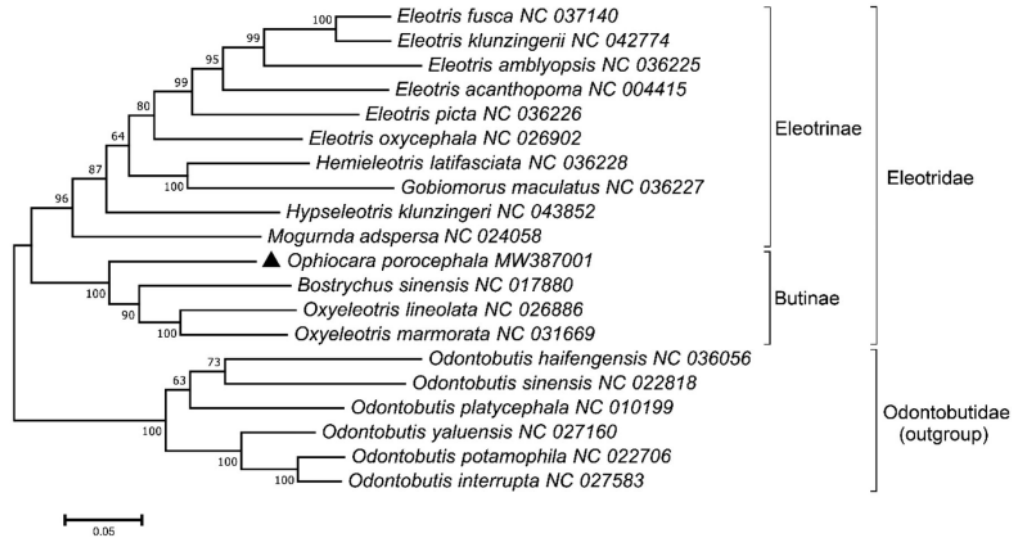 Eleotris fusca NC 037140
Eleotris klunzingerii NC 042774
Eleotris amblyopsis NC 036225
Eleotris acanthopoma NC 004415
Eleotris picta NC 036226
Eleotris oxycephala NC 026902
Hemieleotris latifasciata NC 036228
Gobiomorus maculatus NC 036227
Hypseleotris klunzingeri NC 043852
Mogurnda adspersa NC 024058
Ophiocara porocephala MW387001
Bostrychus sinensis NC 017880
Oxyeleotris lineolata NC 026886
Oxyeleotris marmorata NC 031669
Odontobutis haifengensis NC 036056
Odontobutis sinensis NC 022818
Odontobutis platycephala NC 010199
Odontobutis yaluensis NC 027160
Odontobutis potamophila NC 022706
Odontobutis interrupta NC 027583
100
99
95
99
80
64
100
87
96
100
90
100
73
63
100
100
100
Eleotrinae
Butinae
Eleotridae
Odontobutidae
(outgroup)
0.05